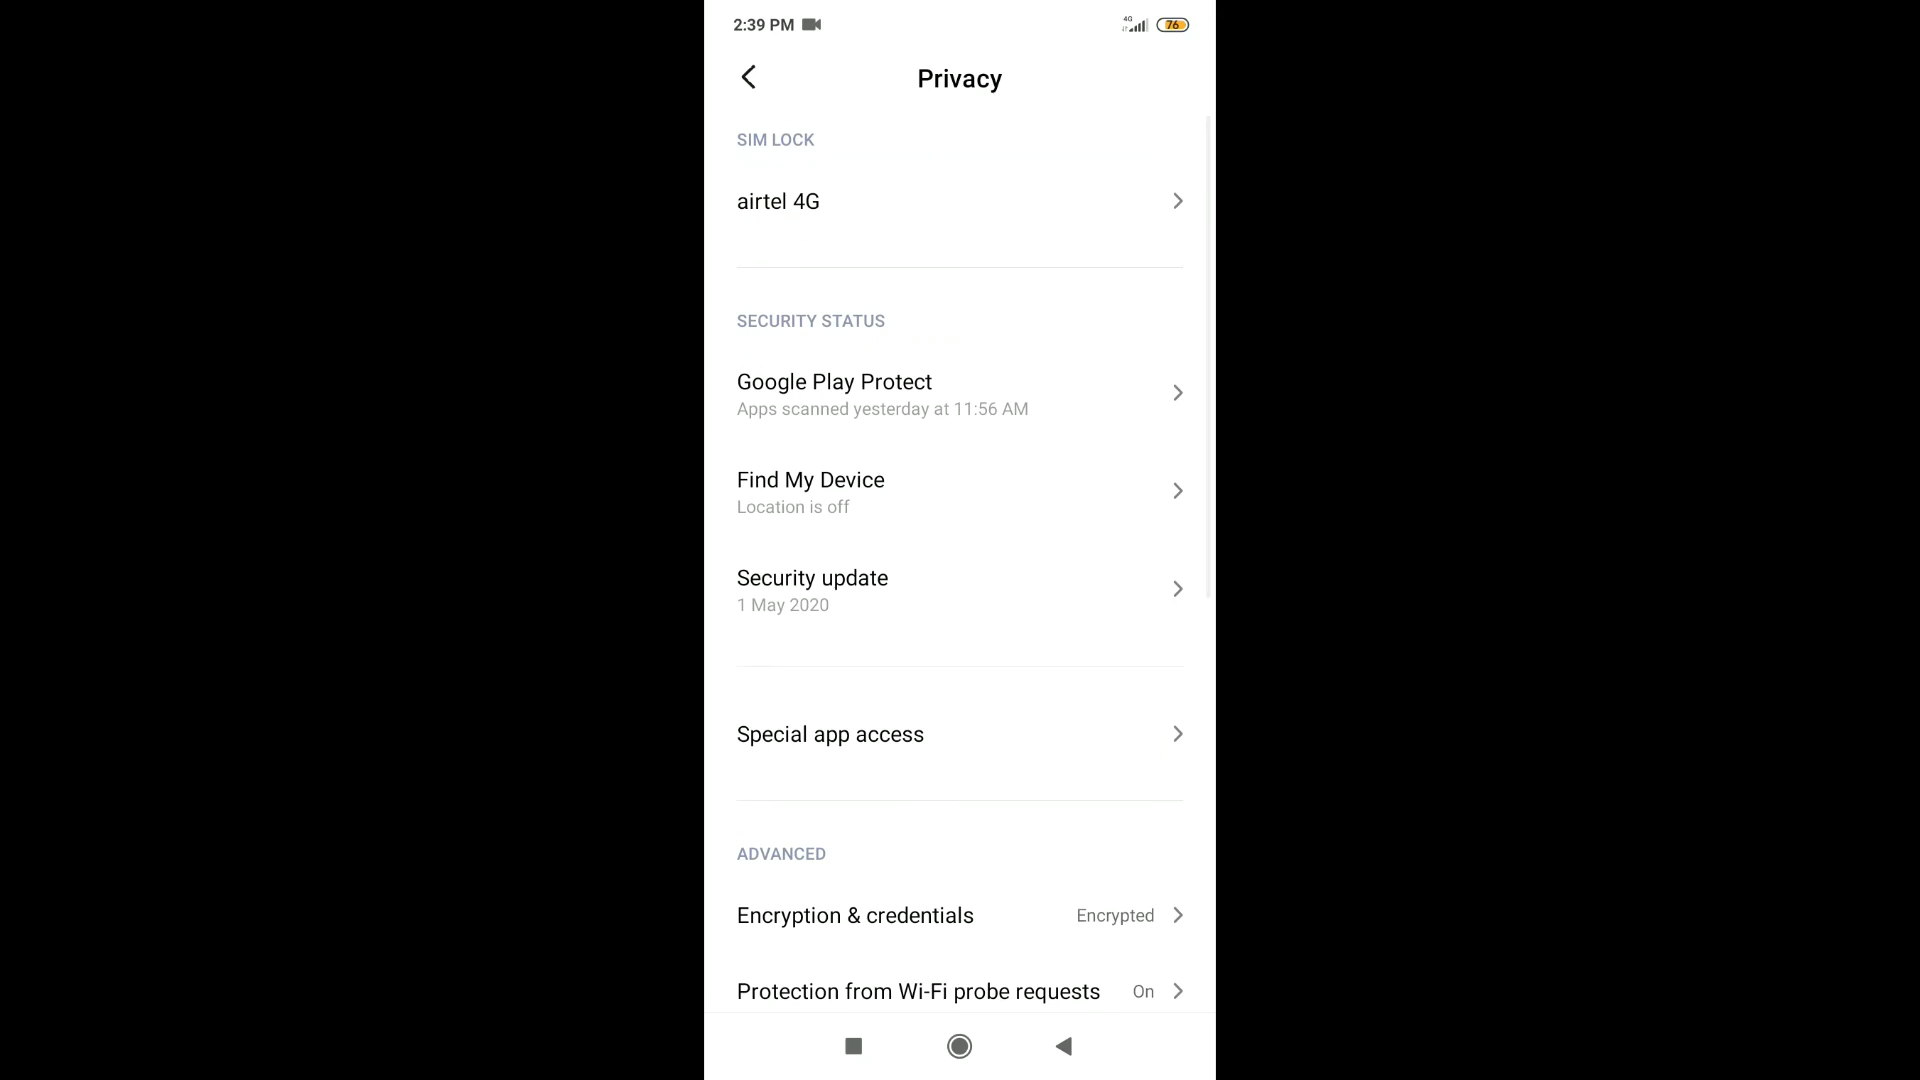 2:39 PM
4G
76
Privacy
SIM LOCK
airtel 4G
SECURITY STATUS
Google Play Protect
Apps scanned yesterday at 11:56 AM
Find My Device
Location is off
Security update
1 May 2020
Special app access
ADVANCED
Encryption & credentials Encrypted
Protection from Wi-Fi probe requests On